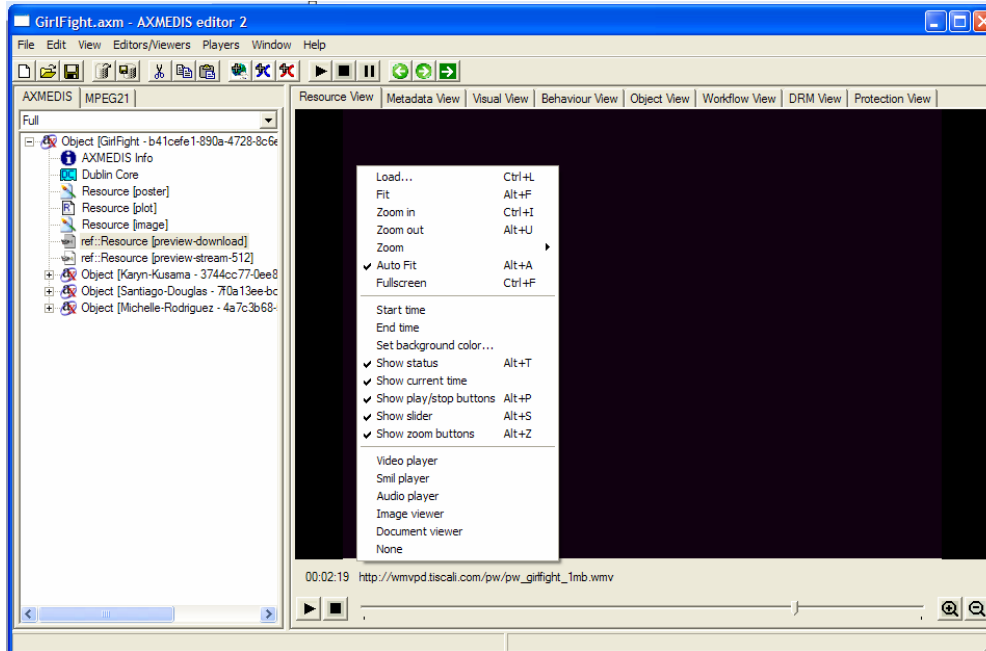 GirlFight.axm - AXMEDIS editor 2
File Edit View Editors/Viewers Players Window Help
AXMEDIS MPEG21
Resource View Metadata View Visual View Behaviour View Object View Workflow View DRM View Protection View
Full
Object [GirlFight - b41cefe1-890a-4728-8c6e
AXMEDIS Info
Dublin Core
Resource [poster]
Resource [plot]
Resource [image]
ref::Resource [preview-download]
ref::Resource [preview-stream-512]
Object [Karyn-Kusama - 3744cc77-0ee8
Object [Santiago-Douglas - 7f0a13ee-bc
Object [Michelle-Rodriguez - 4a7c3b68-
Load... Ctrl+L
Fit Alt+F
Zoom in Ctrl+I
Zoom out Alt+U
Zoom
Auto Fit Alt+A
Fullscreen Ctrl+F
Start time
End time
Set background color...
Show status Alt+T
Show current time
Show play/stop buttons Alt+P
Show slider Alt+S
Show zoom buttons Alt+Z
Video player
Smil player
Audio player
Image viewer
Document viewer
None
00:02:19 http://wmvpd.tiscali.com/pw/pw_girlfight_1mb.wmv